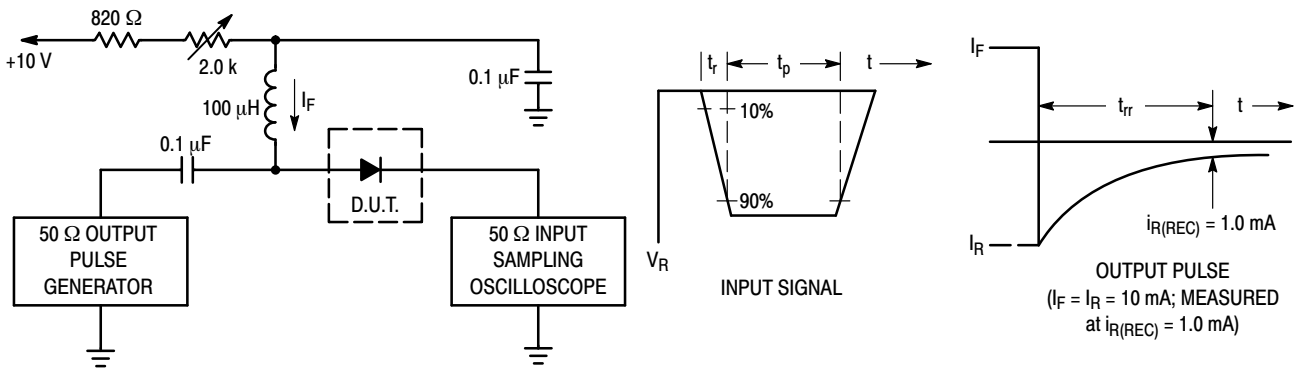 820 Ω
+10 V
2.0 k
100 μH
I_F
0.1 μF
0.1 μF
D.U.T.
50 Ω OUTPUT
PULSE
GENERATOR
50 Ω INPUT
SAMPLING
OSCILLOSCOPE
t_r
t_p
t
10%
90%
V_R
INPUT SIGNAL
I_F
t_rr
t
I_R
i_R(REC) = 1.0 mA
OUTPUT PULSE
(I_F = I_R = 10 mA; MEASURED
at i_R(REC) = 1.0 mA)